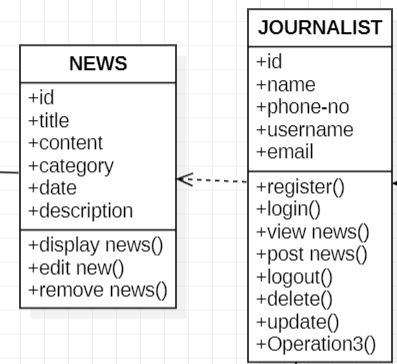 NEWS
+id
+title
+content
+category
+date
+description
+display news()
+edit new()
+remove news()
JOURNALIST
+id
+name
+phone-no
+username
+email
+register()
+login()
+view news()
+post news()
+logout()
+delete()
+update()
+Operation3()